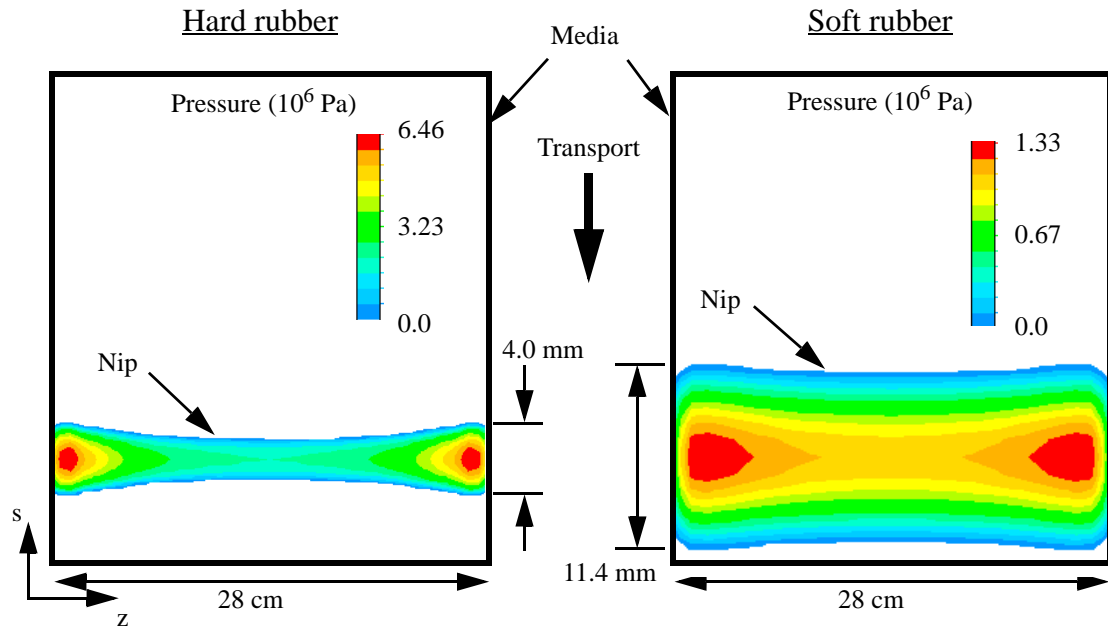 Hard rubber
Soft rubber
Media
Pressure (10⁶ Pa)
6.46
3.23
0.0
Pressure (10⁶ Pa)
1.33
0.67
0.0
Transport
Nip
Nip
4.0 mm
11.4 mm
s
z
28 cm
28 cm